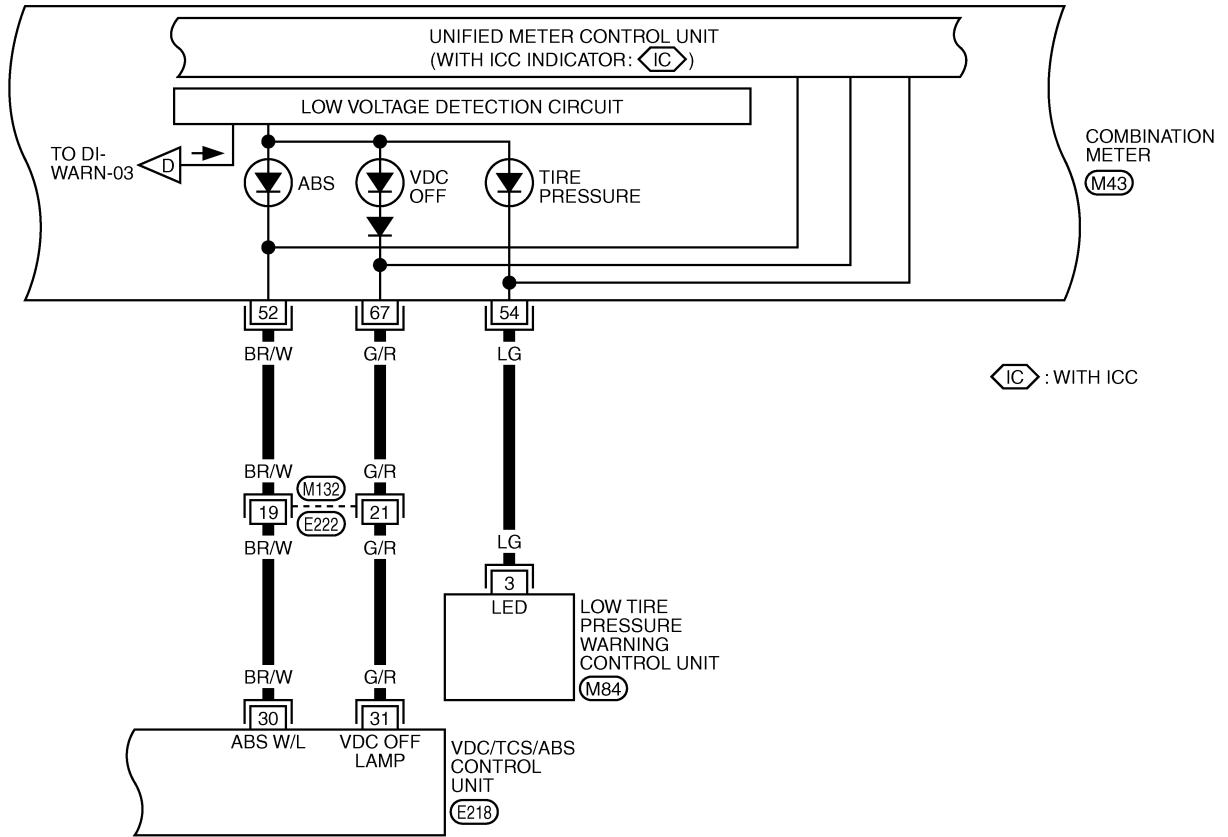 UNIFIED METER CONTROL UNIT
(WITH ICC INDICATOR: IC )
LOW VOLTAGE DETECTION CIRCUIT
TO DI-
WARN-03
D
ABS
VDC
OFF
TIRE
PRESSURE
COMBINATION
METER
M43
52
67
54
BR/W
G/R
LG
IC : WITH ICC
BR/W
G/R
M132
19
21
E222
BR/W
G/R
LG
3
LED
LOW TIRE
PRESSURE
WARNING
CONTROL UNIT
M84
BR/W
G/R
30
31
ABS W/L
VDC OFF
LAMP
VDC/TCS/ABS
CONTROL
UNIT
E218